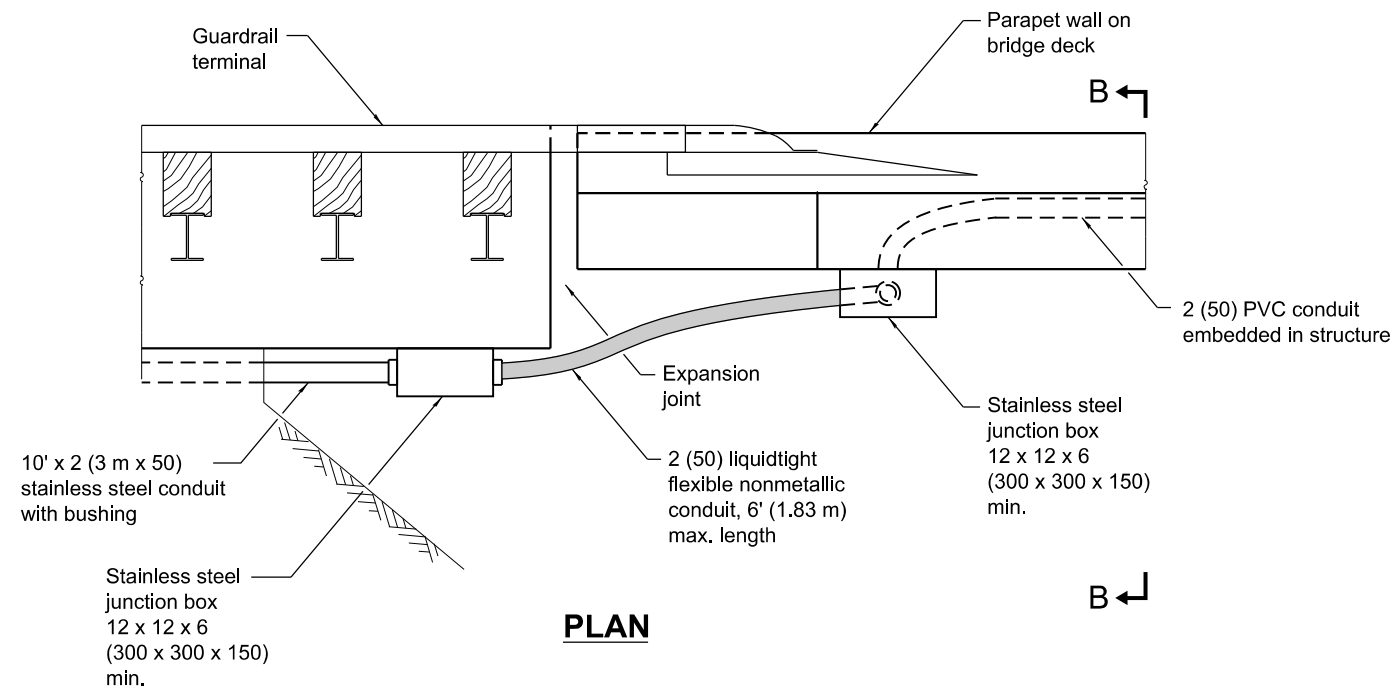 Guardrail
terminal
Parapet wall on
bridge deck
B
2 (50) PVC conduit
embedded in structure
Expansion
joint
Stainless steel
junction box
12 x 12 x 6
(300 x 300 x 150)
min.
10' x 2 (3 m x 50)
stainless steel conduit
with bushing
2 (50) liquidtight
flexible nonmetallic
conduit, 6' (1.83 m)
max. length
Stainless steel
junction box
12 x 12 x 6
(300 x 300 x 150)
min.
B
PLAN